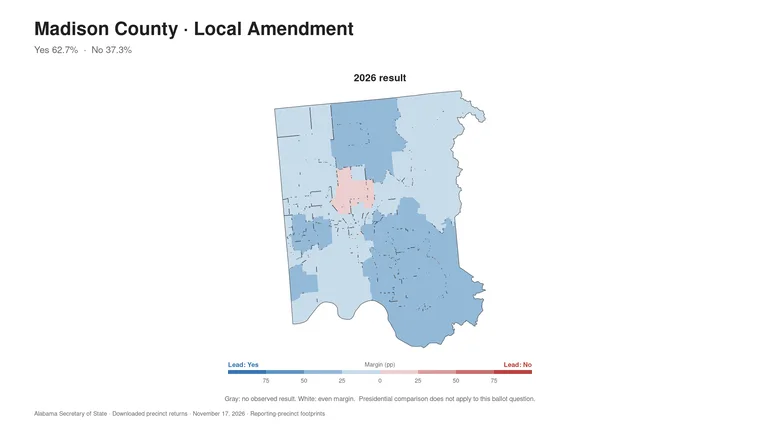 Madison County · Local Amendment
Yes 62.7% · No 37.3%
2026 result
Lead: Yes Margin (pp) Lead: No
75 50 25 0 25 50 75
Gray: no observed result. White: even margin. Presidential comparison does not apply to this ballot question.
Alabama Secretary of State · Downloaded precinct returns · November 17, 2026 · Reporting-precinct footprints